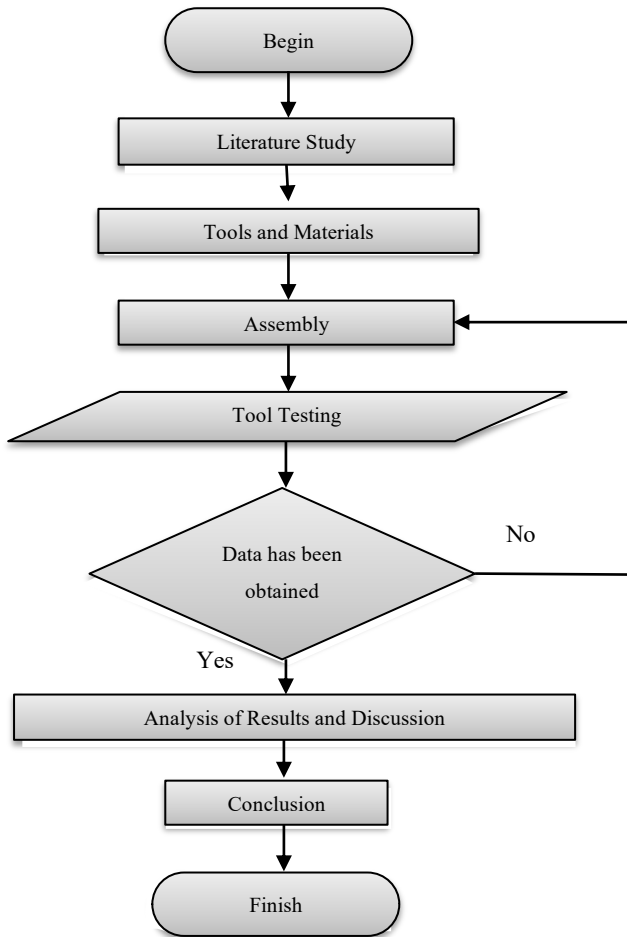 Begin
Literature Study
Tools and Materials
Assembly
Tool Testing
Data has been
obtained
No
Yes
Analysis of Results and Discussion
Conclusion
Finish